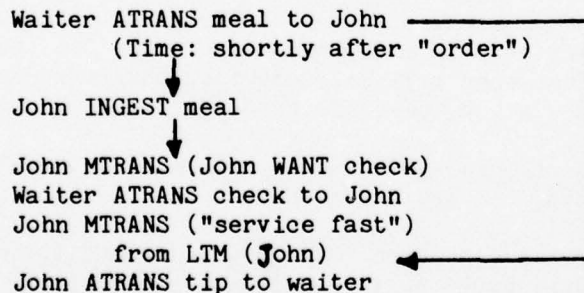 Waiter ATRANS meal to John
(Time: shortly after "order")
John INGEST meal
John MTRANS (John WANT check)
Waiter ATRANS check to John
John MTRANS ("service fast")
from LTM (John)
John ATRANS tip to waiter